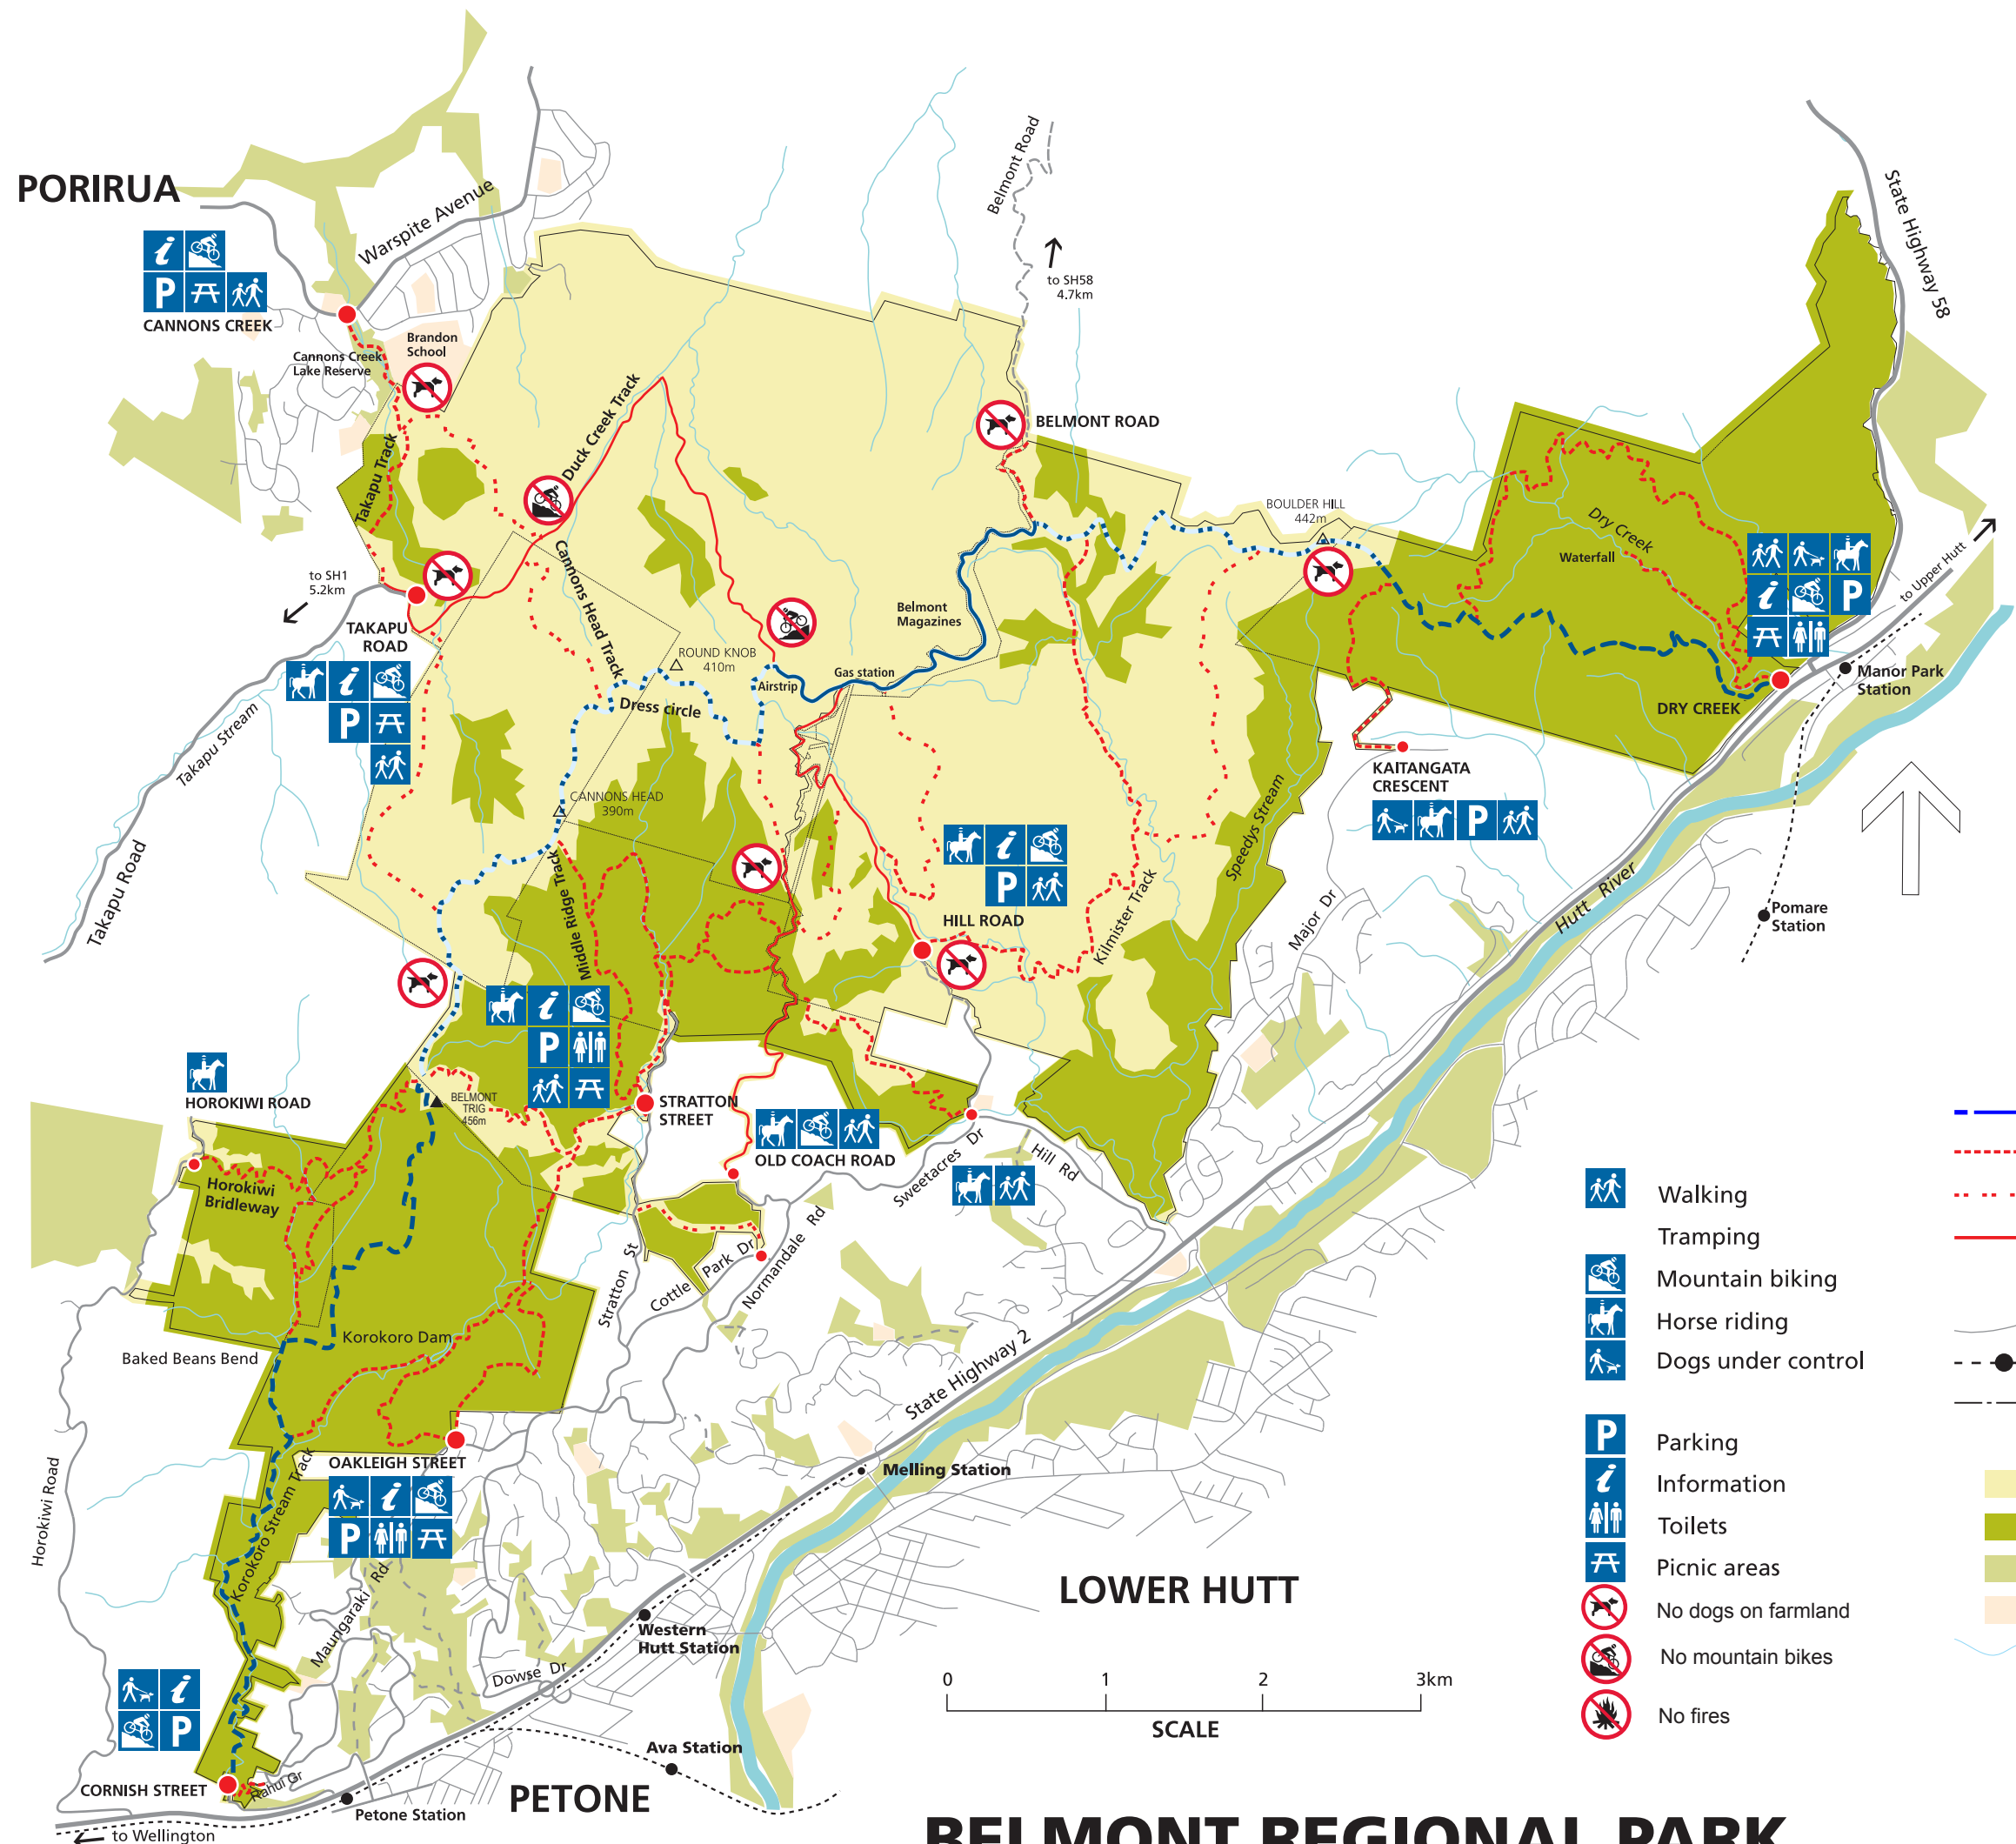 PORIRUA
Warspite Avenue
CANNONS CREEK
Cannons Creek
Lake Reserve
Brandon
School
Takapu Track
Duck Creek Track
Belmont Road
to SH58
4.7km
BELMONT ROAD
State Highway 58
BOULDER HILL
442m
Dry Creek
Waterfall
to Upper Hutt
Manor Park
Station
DRY CREEK
to SH1
5.2km
TAKAPU
ROAD
Cannons Head Track
ROUND KNOB
410m
Belmont
Magazines
Gas station
Airstrip
Dress circle
Takapu Stream
Takapu Road
CANNONS HEAD
390m
Middle Ridge Track
KAITANGATA
CRESCENT
Speedys Stream
Major Dr
Hutt River
Pomare
Station
HILL ROAD
Kilmister Track
HOROKIWI ROAD
BELMONT
TRIG
456m
STRATTON
STREET
OLD COACH ROAD
Horokiwi
Bridleway
Sweetacres Dr
Hill Rd
Stratton St
Cottle Park Dr
Normandale Rd
Korokoro Dam
Baked Beans Bend
State Highway 2
Horokiwi Road
OAKLEIGH STREET
Korokoro Stream Track
Maungaraki Rd
Melling Station
Western
Hutt Station
Dowse Dr
LOWER HUTT
Ava Station
CORNISH STREET
Rahui Gr
Petone Station
PETONE
to Wellington
P
P
P
P
P
P
P
P
Walking
Tramping
Mountain biking
Horse riding
Dogs under control
P
Parking
i
Information
Toilets
Picnic areas
No dogs on farmland
No mountain bikes
No fires
0 1 2 3km
SCALE
BELMONT REGIONAL PARK